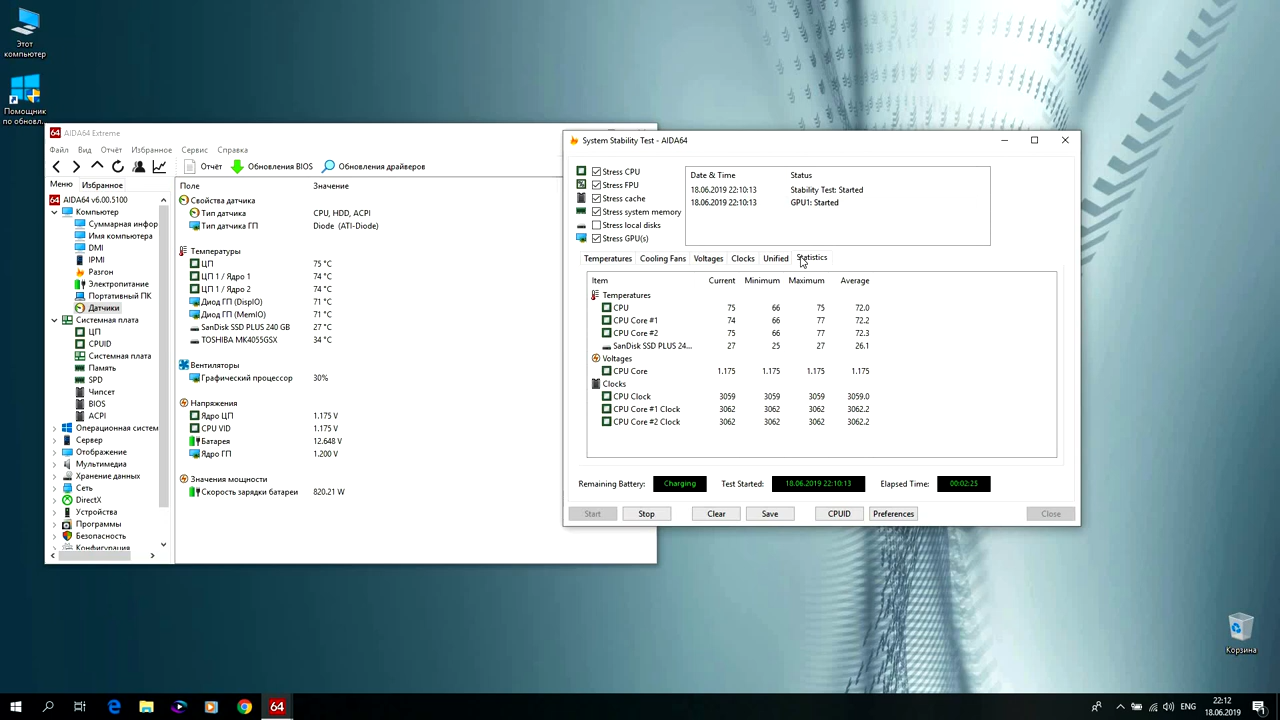 Этот
компьютер
Помощник
по обновл...
AIDA64 Extreme
Файл Вид Отчёт Избранное Сервис Справка
Отчёт Обновления BIOS Обновления драйверов
Меню Избранное
Поле Значение
AIDA64 v6.00.5100
Компьютер
Суммарная инфор
Имя компьютера
DMI
IPMI
Разгон
Электропитание
Портативный ПК
Датчики
Системная плата
ЦП
CPUID
Системная плата
Память
SPD
Чипсет
BIOS
ACPI
Операционная систем
Сервер
Отображение
Мультимедиа
Хранение данных
Сеть
DirectX
Устройства
Программы
Безопасность
Конфигурация
Свойства датчика
Тип датчика CPU, HDD, ACPI
Тип датчика ГП Diode (ATI-Diode)
Температуры
ЦП 75 °C
ЦП 1 / Ядро 1 74 °C
ЦП 1 / Ядро 2 74 °C
Диод ГП (DispIO) 71 °C
Диод ГП (MemIO) 71 °C
SanDisk SSD PLUS 240 GB 27 °C
TOSHIBA MK4055GSX 34 °C
Вентиляторы
Графический процессор 30%
Напряжения
Ядро ЦП 1.175 V
CPU VID 1.175 V
Батарея 12.648 V
Ядро ГП 1.200 V
Значения мощности
Скорость зарядки батареи 820.21 W
System Stability Test - AIDA64
Stress CPU
Stress FPU
Stress cache
Stress system memory
Stress local disks
Stress GPU(s)
Date & Time Status
18.06.2019 22:10:13 Stability Test: Started
18.06.2019 22:10:13 GPU1: Started
Temperatures Cooling Fans Voltages Clocks Unified Statistics
Item Current Minimum Maximum Average
Temperatures
CPU 75 66 75 72.0
CPU Core #1 74 66 77 72.2
CPU Core #2 75 66 77 72.3
SanDisk SSD PLUS 24... 27 25 27 26.1
Voltages
CPU Core 1.175 1.175 1.175 1.175
Clocks
CPU Clock 3059 3059 3059 3059.0
CPU Core #1 Clock 3062 3062 3062 3062.2
CPU Core #2 Clock 3062 3062 3062 3062.2
Remaining Battery: Charging Test Started: 18.06.2019 22:10:13 Elapsed Time: 00:02:25
Start Stop Clear Save CPUID Preferences Close
Корзина
64
ENG
22:12
18.06.2019
1